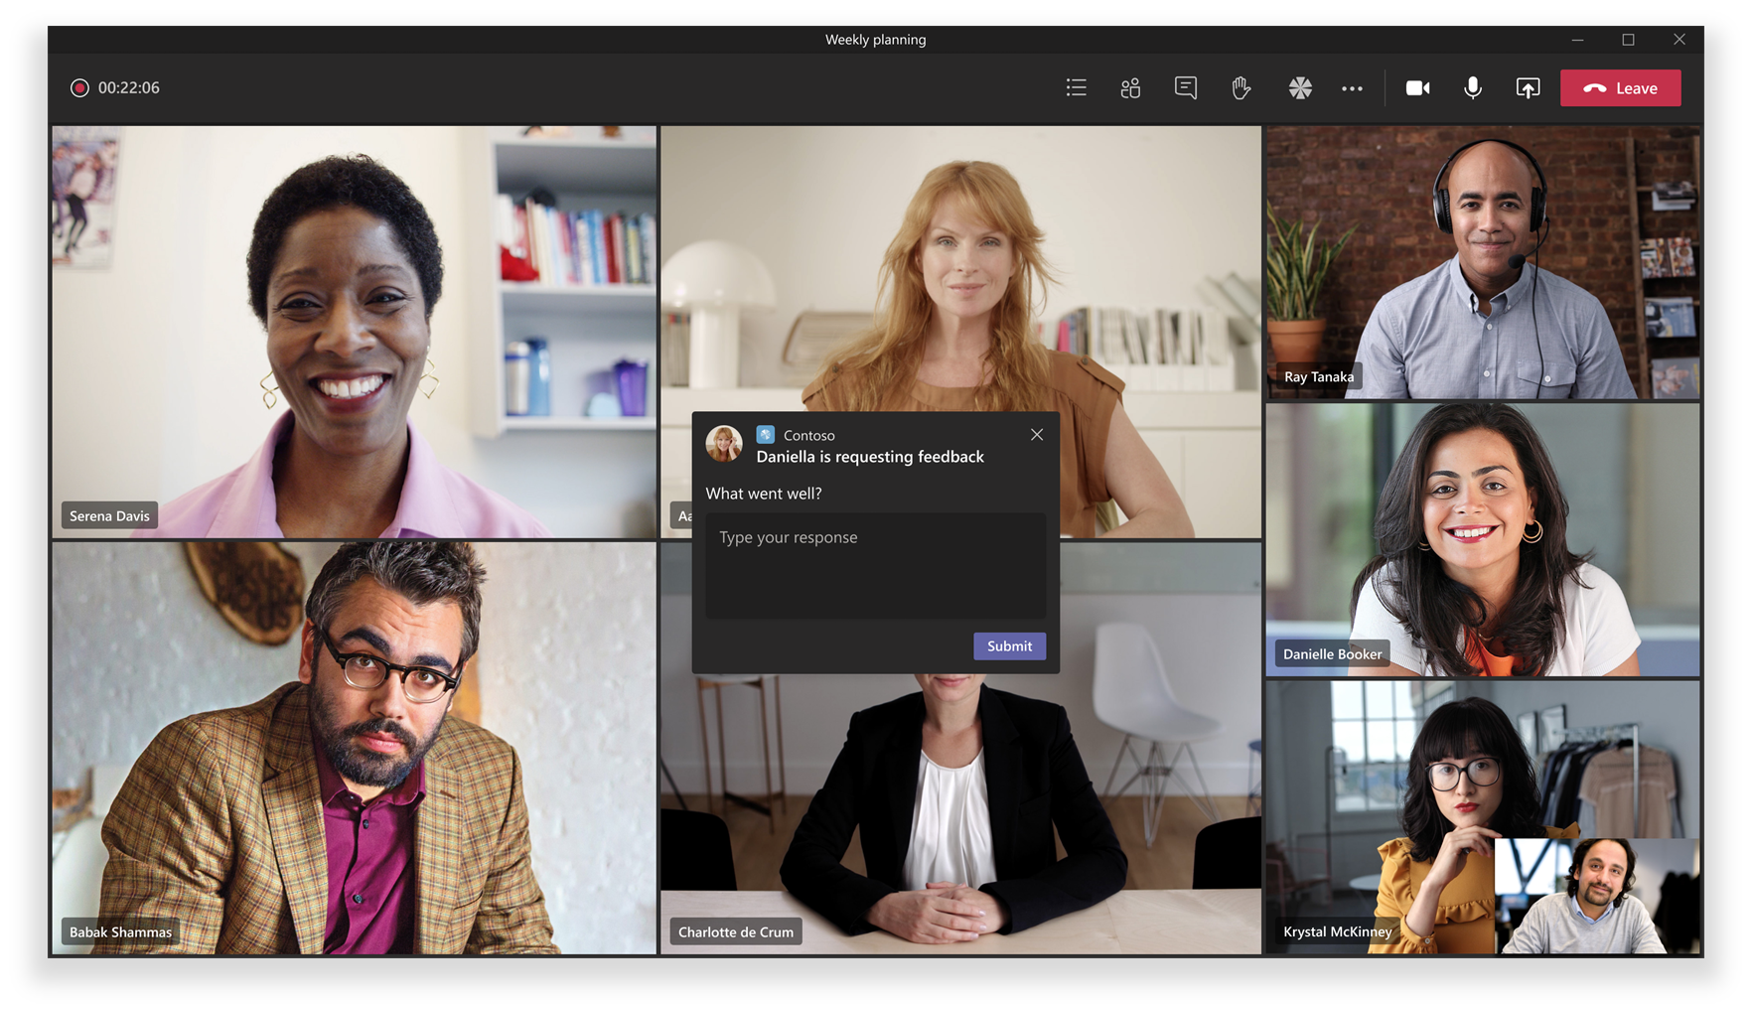 Weekly planning
00:22:06
Leave
Ray Tanaka
Contoso
Daniella is requesting feedback
What went well?
Serena Davis
Aa
Type your response
Submit
Danielle Booker
Babak Shammas
Charlotte de Crum
Krystal McKinney